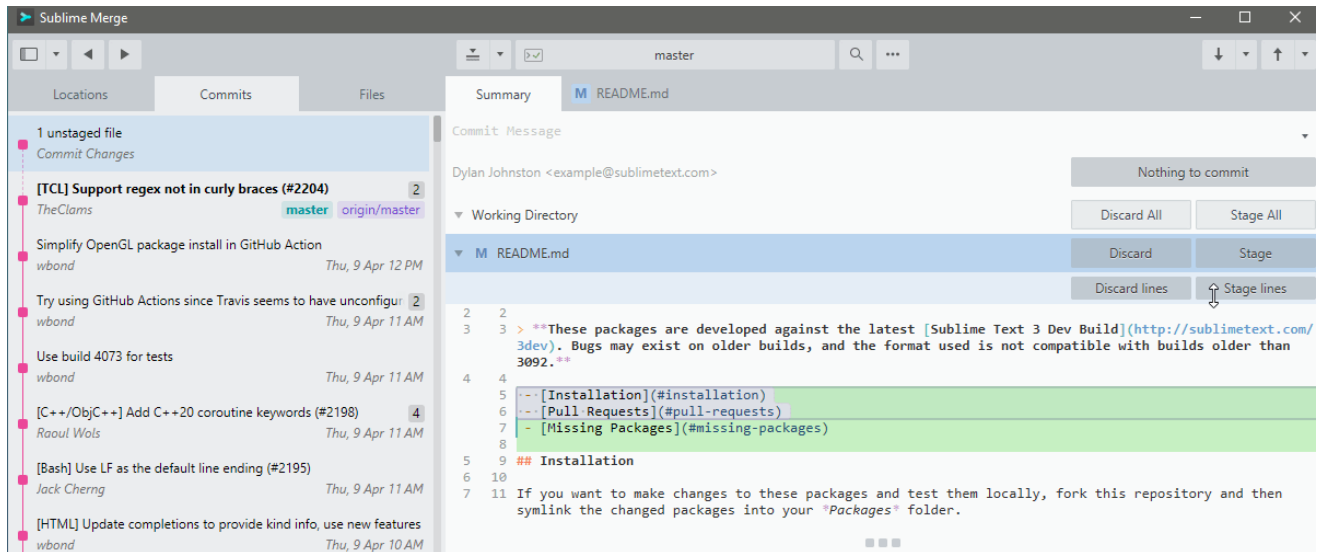 Sublime Merge
master
Locations
Commits
Files
Summary
M README.md
1 unstaged file
Commit Changes
[TCL] Support regex not in curly braces (#2204) 2
TheClams master origin/master
Simplify OpenGL package install in GitHub Action
wbond Thu, 9 Apr 12 PM
Try using GitHub Actions since Travis seems to have unconfigur 2
wbond Thu, 9 Apr 11 AM
Use build 4073 for tests
wbond Thu, 9 Apr 11 AM
[C++/ObjC++] Add C++20 coroutine keywords (#2198) 4
Raoul Wols Thu, 9 Apr 11 AM
[Bash] Use LF as the default line ending (#2195)
Jack Cherng Thu, 9 Apr 11 AM
[HTML] Update completions to provide kind info, use new features
wbond Thu, 9 Apr 10 AM
Commit Message
Dylan Johnston <example@sublimetext.com> Nothing to commit
Working Directory Discard All Stage All
M README.md Discard Stage
Discard lines Stage lines
2 2
3 3 > **These packages are developed against the latest [Sublime Text 3 Dev Build](http://sublimetext.com/
3dev). Bugs may exist on older builds, and the format used is not compatible with builds older than
3092.**
4 4
5 - [Installation](#installation)
6 - [Pull Requests](#pull-requests)
7 - [Missing Packages](#missing-packages)
8
5 9 ## Installation
6 10
7 11 If you want to make changes to these packages and test them locally, fork this repository and then
symlink the changed packages into your *Packages* folder.